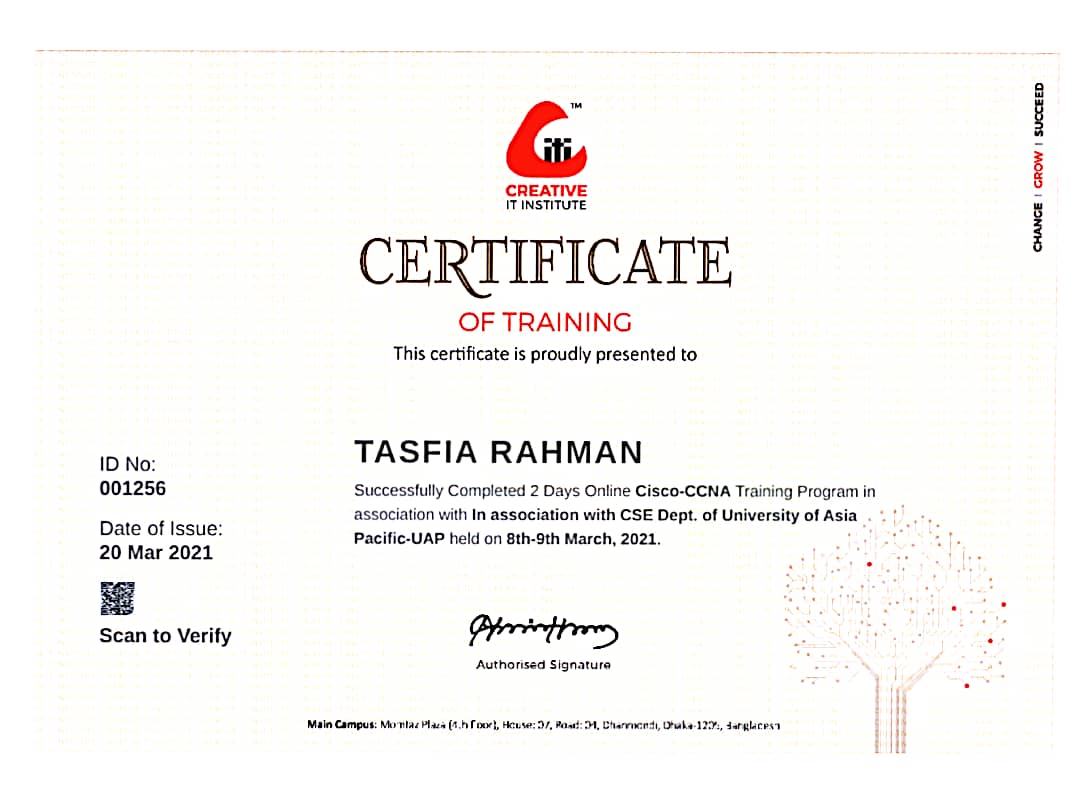 CHANGE | GROW | SUCCEED
iti ™
CREATIVE
IT INSTITUTE
CERTIFICATE
OF TRAINING
This certificate is proudly presented to
TASFIA RAHMAN
Successfully Completed 2 Days Online Cisco-CCNA Training Program in
association with In association with CSE Dept. of University of Asia
Pacific-UAP held on 8th-9th March, 2021.
ID No:
001256
Date of Issue:
20 Mar 2021
Scan to Verify
Authorised Signature
Main Campus: Momtaz Plaza (4th Floor), House: 07, Road: 04, Dhanmondi, Dhaka-1205, Bangladesh